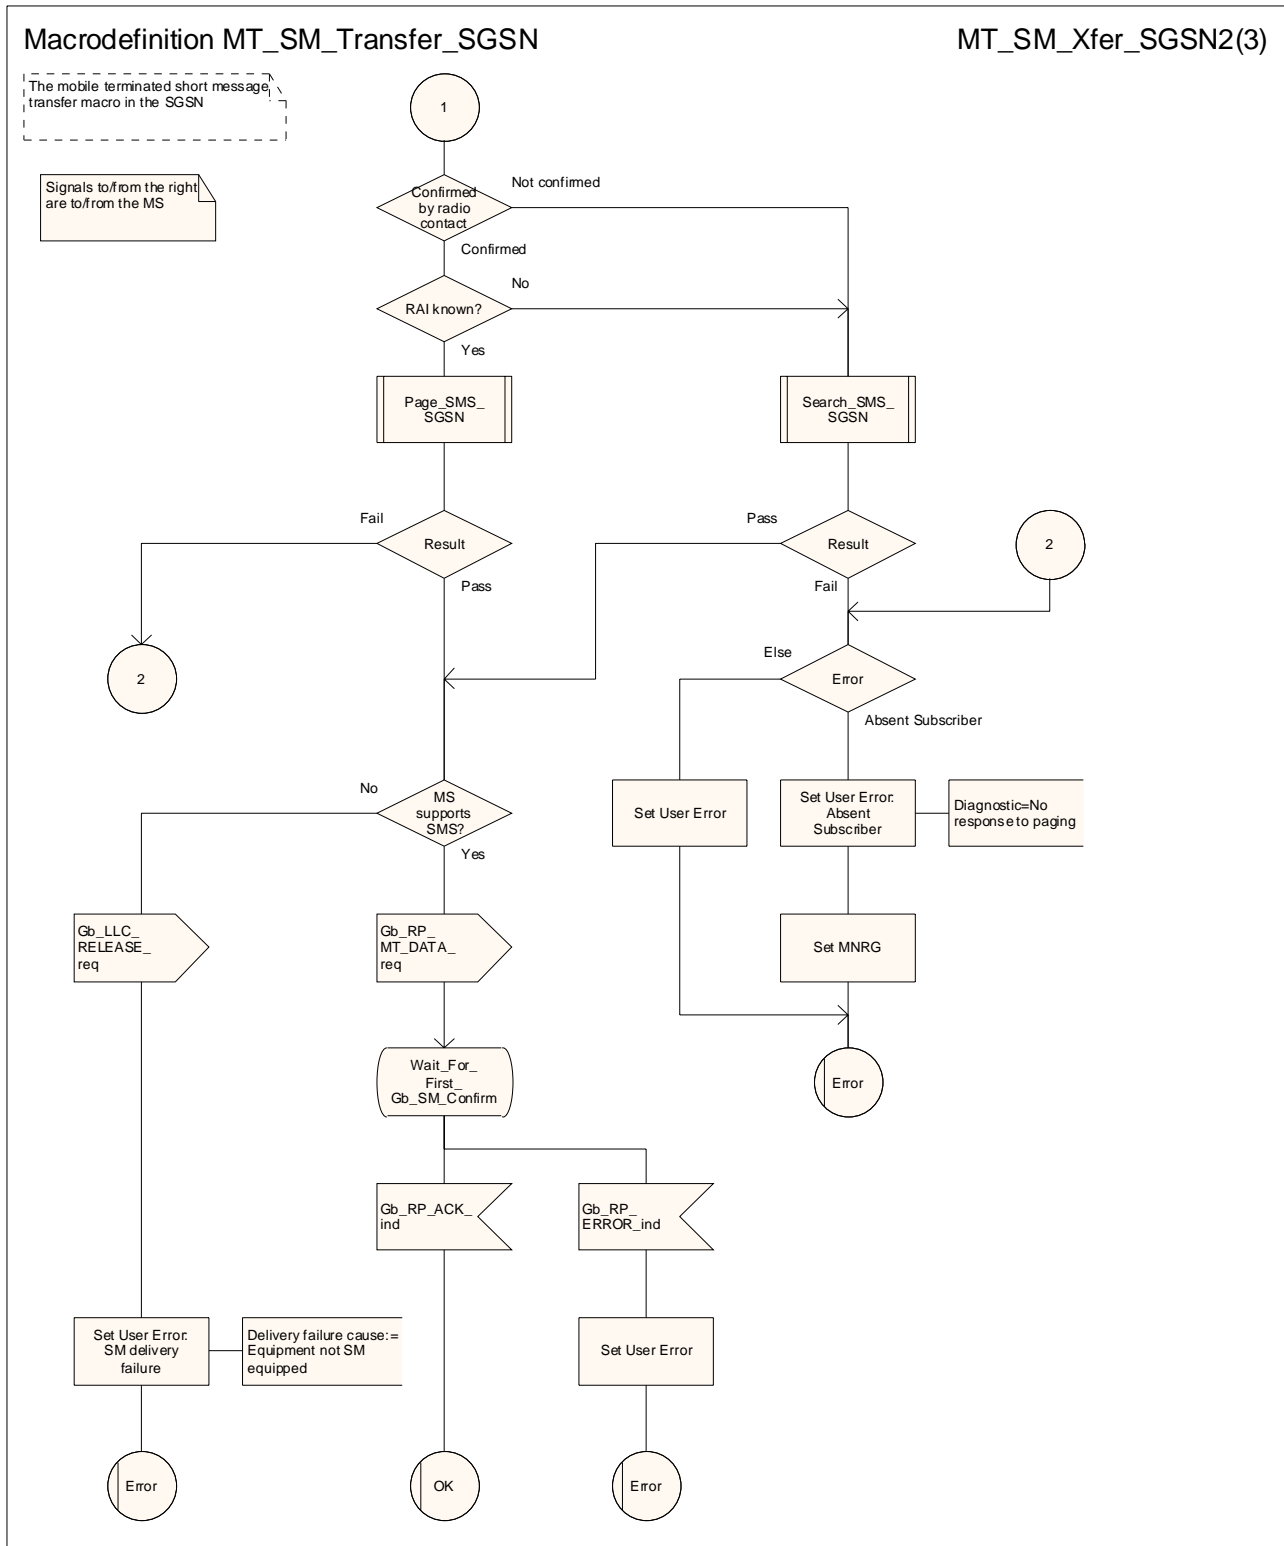 Macrodefinition MT_SM_Transfer_SGSN
MT_SM_Xfer_SGSN2(3)
The mobile terminated short message
transfer macro in the SGSN
1
Signals to/from the right
are to/from the MS
Confirmed
by radio
contact
Not confirmed
Confirmed
RAI known?
No
Yes
Page_SMS_
SGSN
Search_SMS_
SGSN
Fail
Result
Pass
Pass
Result
Fail
2
2
Else
Error
Absent Subscriber
No
MS
supports
SMS?
Yes
Set User Error
Set User Error:
Absent
Subscriber
Diagnostic=No
response to paging
Gb_LLC_
RELEASE_
req
Gb_RP_
MT_DATA_
req
Set MNRG
Wait_For_
First_
Gb_SM_Confirm
Error
Gb_RP_ACK_
ind
Gb_RP_
ERROR_ind
Set User Error:
SM delivery
failure
Delivery failure cause:=
Equipment not SM
equipped
Set User Error
Error
OK
Error